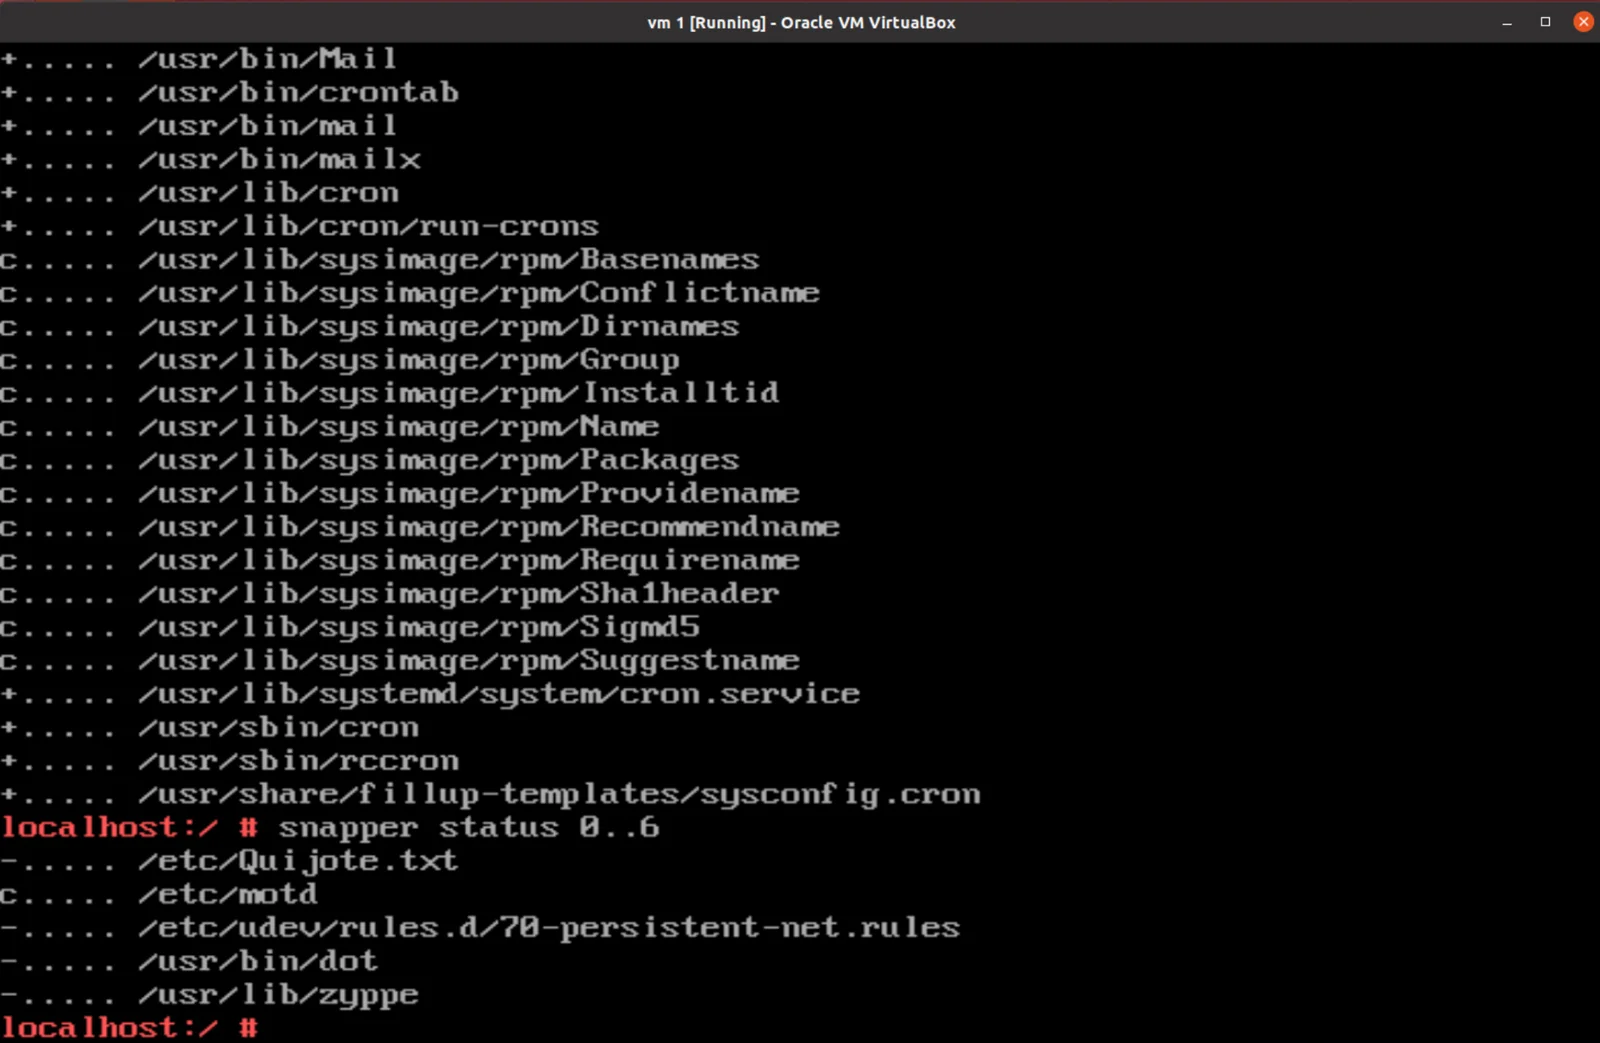 vm 1 [Running] - Oracle VM VirtualBox
+..... /usr/bin/Mail
+..... /usr/bin/crontab
+..... /usr/bin/mail
+..... /usr/bin/mailx
+..... /usr/lib/cron
+..... /usr/lib/cron/run-crons
c..... /usr/lib/sysimage/rpm/Basenames
c..... /usr/lib/sysimage/rpm/Conflictname
c..... /usr/lib/sysimage/rpm/Dirnames
c..... /usr/lib/sysimage/rpm/Group
c..... /usr/lib/sysimage/rpm/Installtid
c..... /usr/lib/sysimage/rpm/Name
c..... /usr/lib/sysimage/rpm/Packages
c..... /usr/lib/sysimage/rpm/Providename
c..... /usr/lib/sysimage/rpm/Recommendname
c..... /usr/lib/sysimage/rpm/Requirename
c..... /usr/lib/sysimage/rpm/Sha1header
c..... /usr/lib/sysimage/rpm/Sigmd5
c..... /usr/lib/sysimage/rpm/Suggestname
+..... /usr/lib/systemd/system/cron.service
+..... /usr/sbin/cron
+..... /usr/sbin/rccron
+..... /usr/share/fillup-templates/sysconfig.cron
localhost:/ # snapper status 0..6
-..... /etc/Quijote.txt
c..... /etc/motd
-..... /etc/udev/rules.d/70-persistent-net.rules
-..... /usr/bin/dot
-..... /usr/lib/zyppe
localhost:/ #